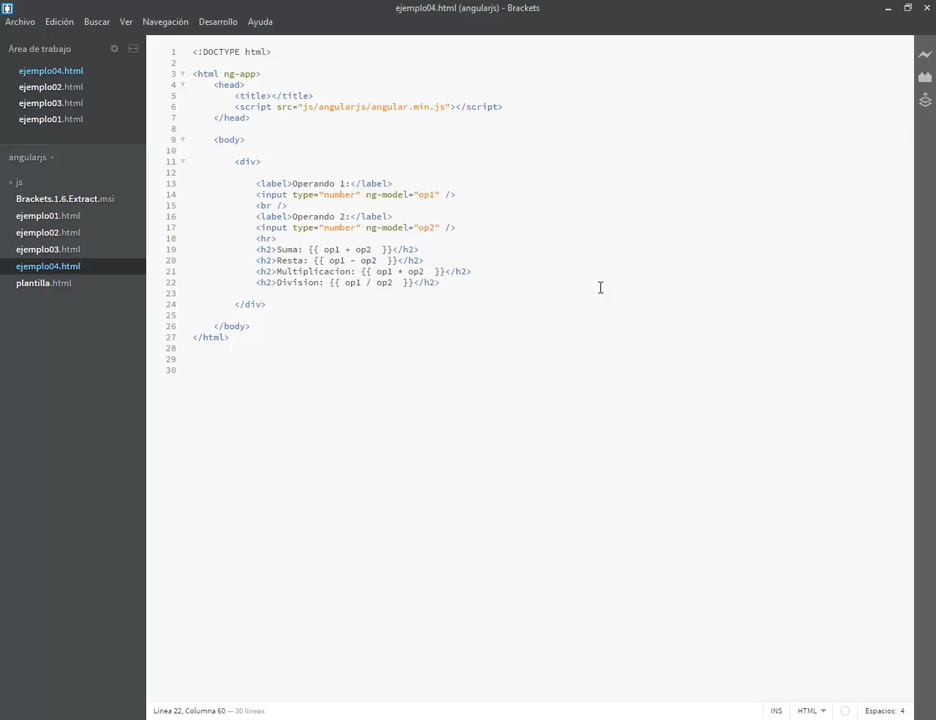 ejemplo04.html (angularjs) - Brackets
Archivo Edición Buscar Ver Navegación Desarrollo Ayuda
Área de trabajo
ejemplo04.html
ejemplo02.html
ejemplo03.html
ejemplo01.html
angularjs
js
Brackets.1.6.Extract.msi
ejemplo01.html
ejemplo02.html
ejemplo03.html
ejemplo04.html
plantilla.html
1 <!DOCTYPE html>
2
3 <html ng-app>
4 <head>
5 <title></title>
6 <script src="js/angularjs/angular.min.js"></script>
7 </head>
8
9 <body>
10
11 <div>
12
13 <label>Operando 1:</label>
14 <input type="number" ng-model="op1" />
15 <br />
16 <label>Operando 2:</label>
17 <input type="number" ng-model="op2" />
18 <hr>
19 <h2>Suma: {{ op1 + op2  }}</h2>
20 <h2>Resta: {{ op1 - op2  }}</h2>
21 <h2>Multiplicacion: {{ op1 * op2  }}</h2>
22 <h2>Division: {{ op1 / op2  }}</h2>
23
24 </div>
25
26 </body>
27 </html>
28
29
30
Línea 22, Columna 60 — 30 líneas
INS HTML Espacios: 4